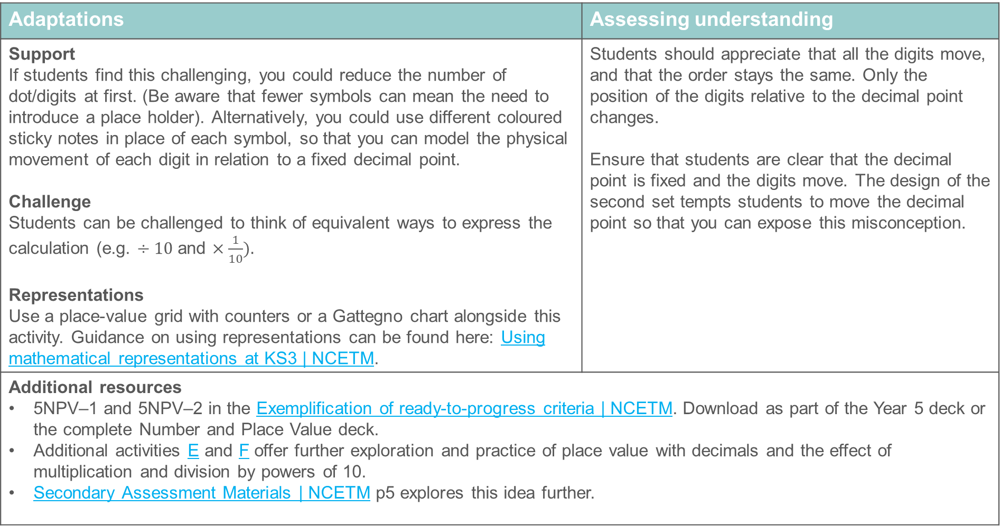 Adaptations
Assessing understanding
Support
If students find this challenging, you could reduce the number of
dot/digits at first. (Be aware that fewer symbols can mean the need to
introduce a place holder). Alternatively, you could use different coloured
sticky notes in place of each symbol, so that you can model the physical
movement of each digit in relation to a fixed decimal point.
Challenge
Students can be challenged to think of equivalent ways to express the
calculation (e.g. ÷ 10 and × 1/10).
Representations
Use a place-value grid with counters or a Gattegno chart alongside this
activity. Guidance on using representations can be found here: Using
mathematical representations at KS3 | NCETM.
Students should appreciate that all the digits move,
and that the order stays the same. Only the
position of the digits relative to the decimal point
changes.
Ensure that students are clear that the decimal
point is fixed and the digits move. The design of the
second set tempts students to move the decimal
point so that you can expose this misconception.
Additional resources
• 5NPV–1 and 5NPV–2 in the Exemplification of ready-to-progress criteria | NCETM. Download as part of the Year 5 deck or
the complete Number and Place Value deck.
• Additional activities E and F offer further exploration and practice of place value with decimals and the effect of
multiplication and division by powers of 10.
• Secondary Assessment Materials | NCETM p5 explores this idea further.